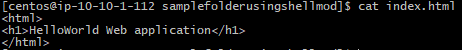 [centos@ip-10-10-1-112 samplefolderusingshellmod]$ cat index.html
<html>
<h1>HelloWorld Web application</h1>
</html>